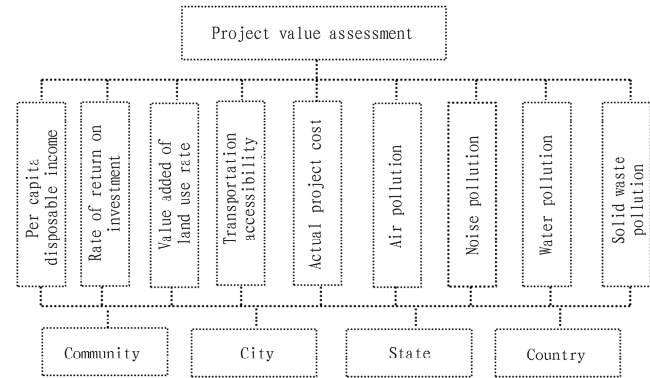 Project value assessment
Per capita
disposable income
Rate of return on
investment
Value added of
land use rate
Transportation
accessibility
Actual project cost
Air pollution
Noise pollution
Water pollution
Solid waste
pollution
Community
City
State
Country